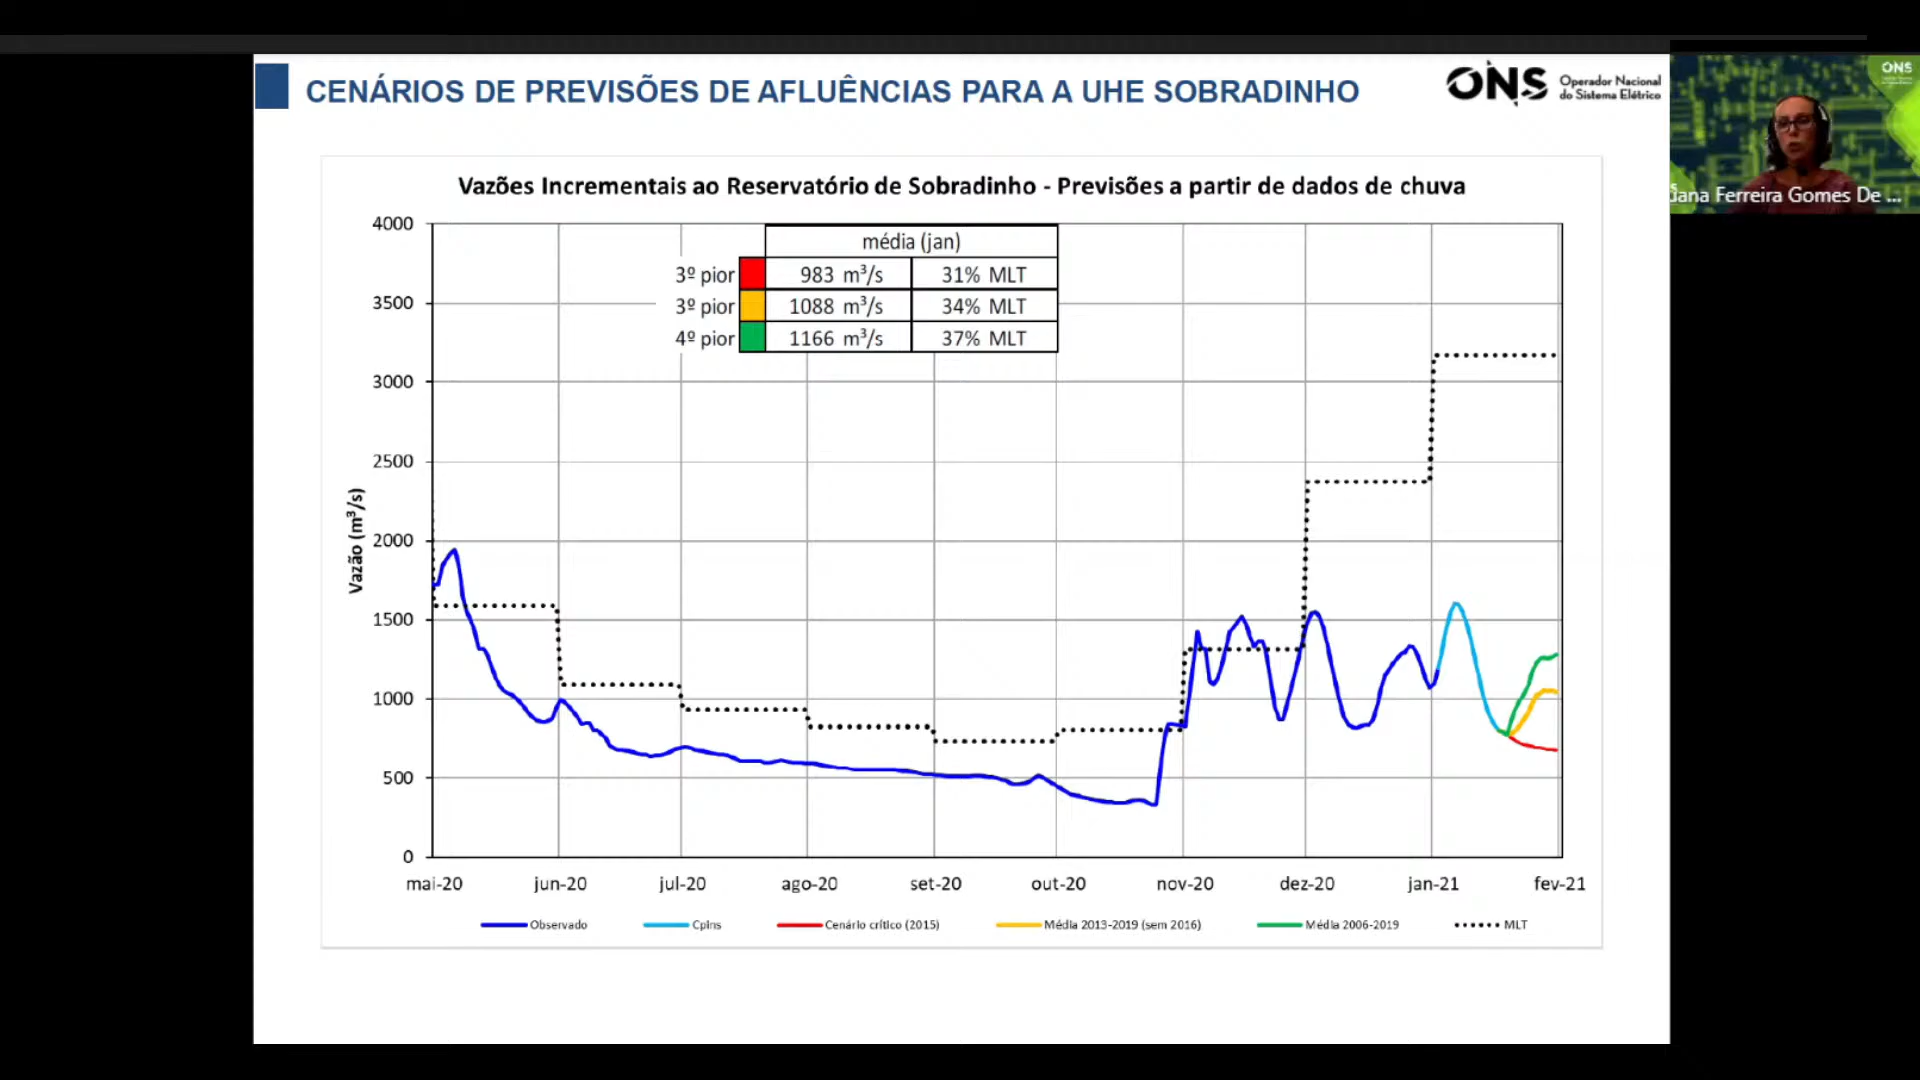 CENÁRIOS DE PREVISÕES DE AFLUÊNCIAS PARA A UHE SOBRADINHO
ONS Operador Nacional
do Sistema Elétrico
ONS
dana Ferreira Gomes De ...
Vazões Incrementais ao Reservatório de Sobradinho - Previsões a partir de dados de chuva
média (jan)
3º pior 983 m³/s 31% MLT
3º pior 1088 m³/s 34% MLT
4º pior 1166 m³/s 37% MLT
Vazão (m³/s)
4000
3500
3000
2500
2000
1500
1000
500
0
mai-20 jun-20 jul-20 ago-20 set-20 out-20 nov-20 dez-20 jan-21 fev-21
Observado Cpins Cenário crítico (2015) Média 2013-2019 (sem 2016) Média 2006-2019 MLT